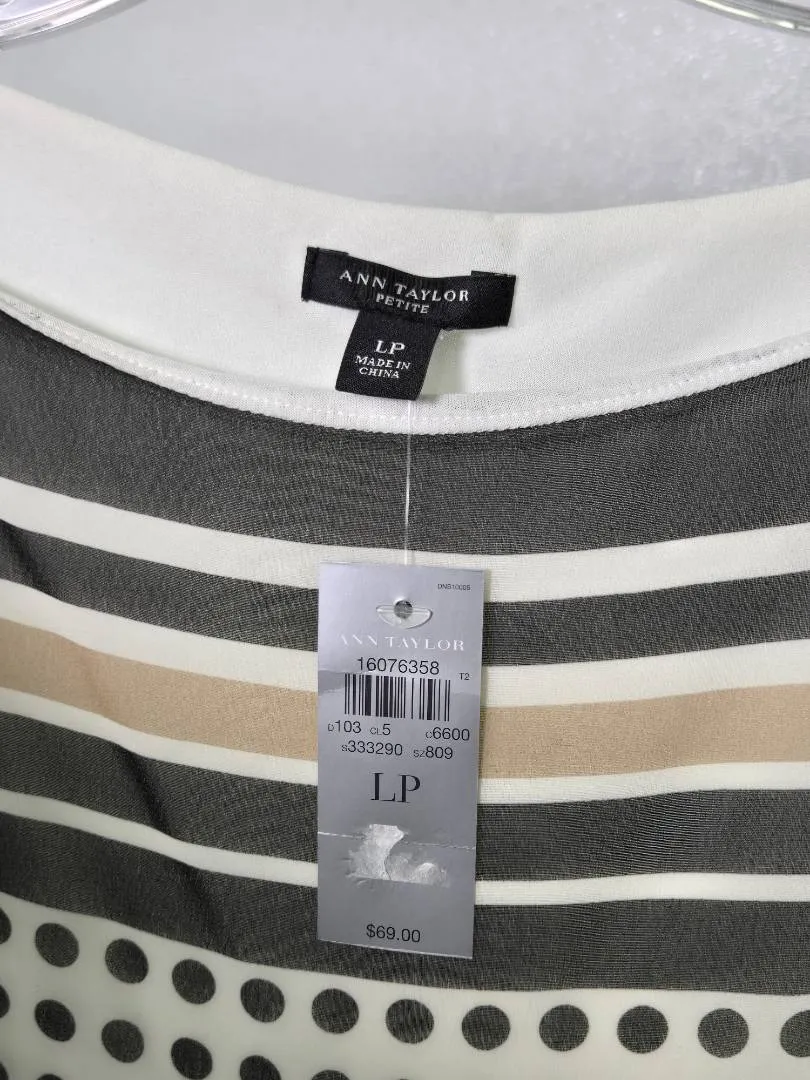 ANN TAYLOR
PETITE
LP
MADE IN
CHINA
ANN TAYLOR
16076358
T2
D103 CL5 C6600
S333290 SZ809
LP
$69.00